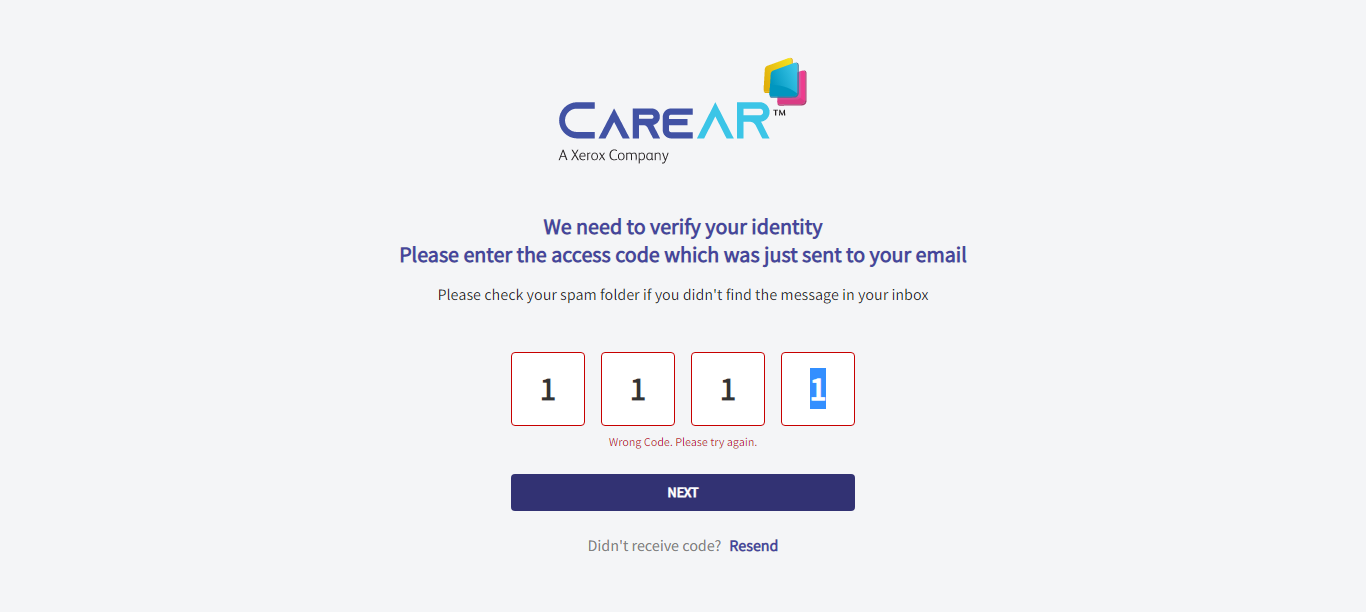 CAREAR™
A Xerox Company
We need to verify your identity
Please enter the access code which was just sent to your email
Please check your spam folder if you didn't find the message in your inbox
1 1 1 1
Wrong Code. Please try again.
NEXT
Didn't receive code? Resend